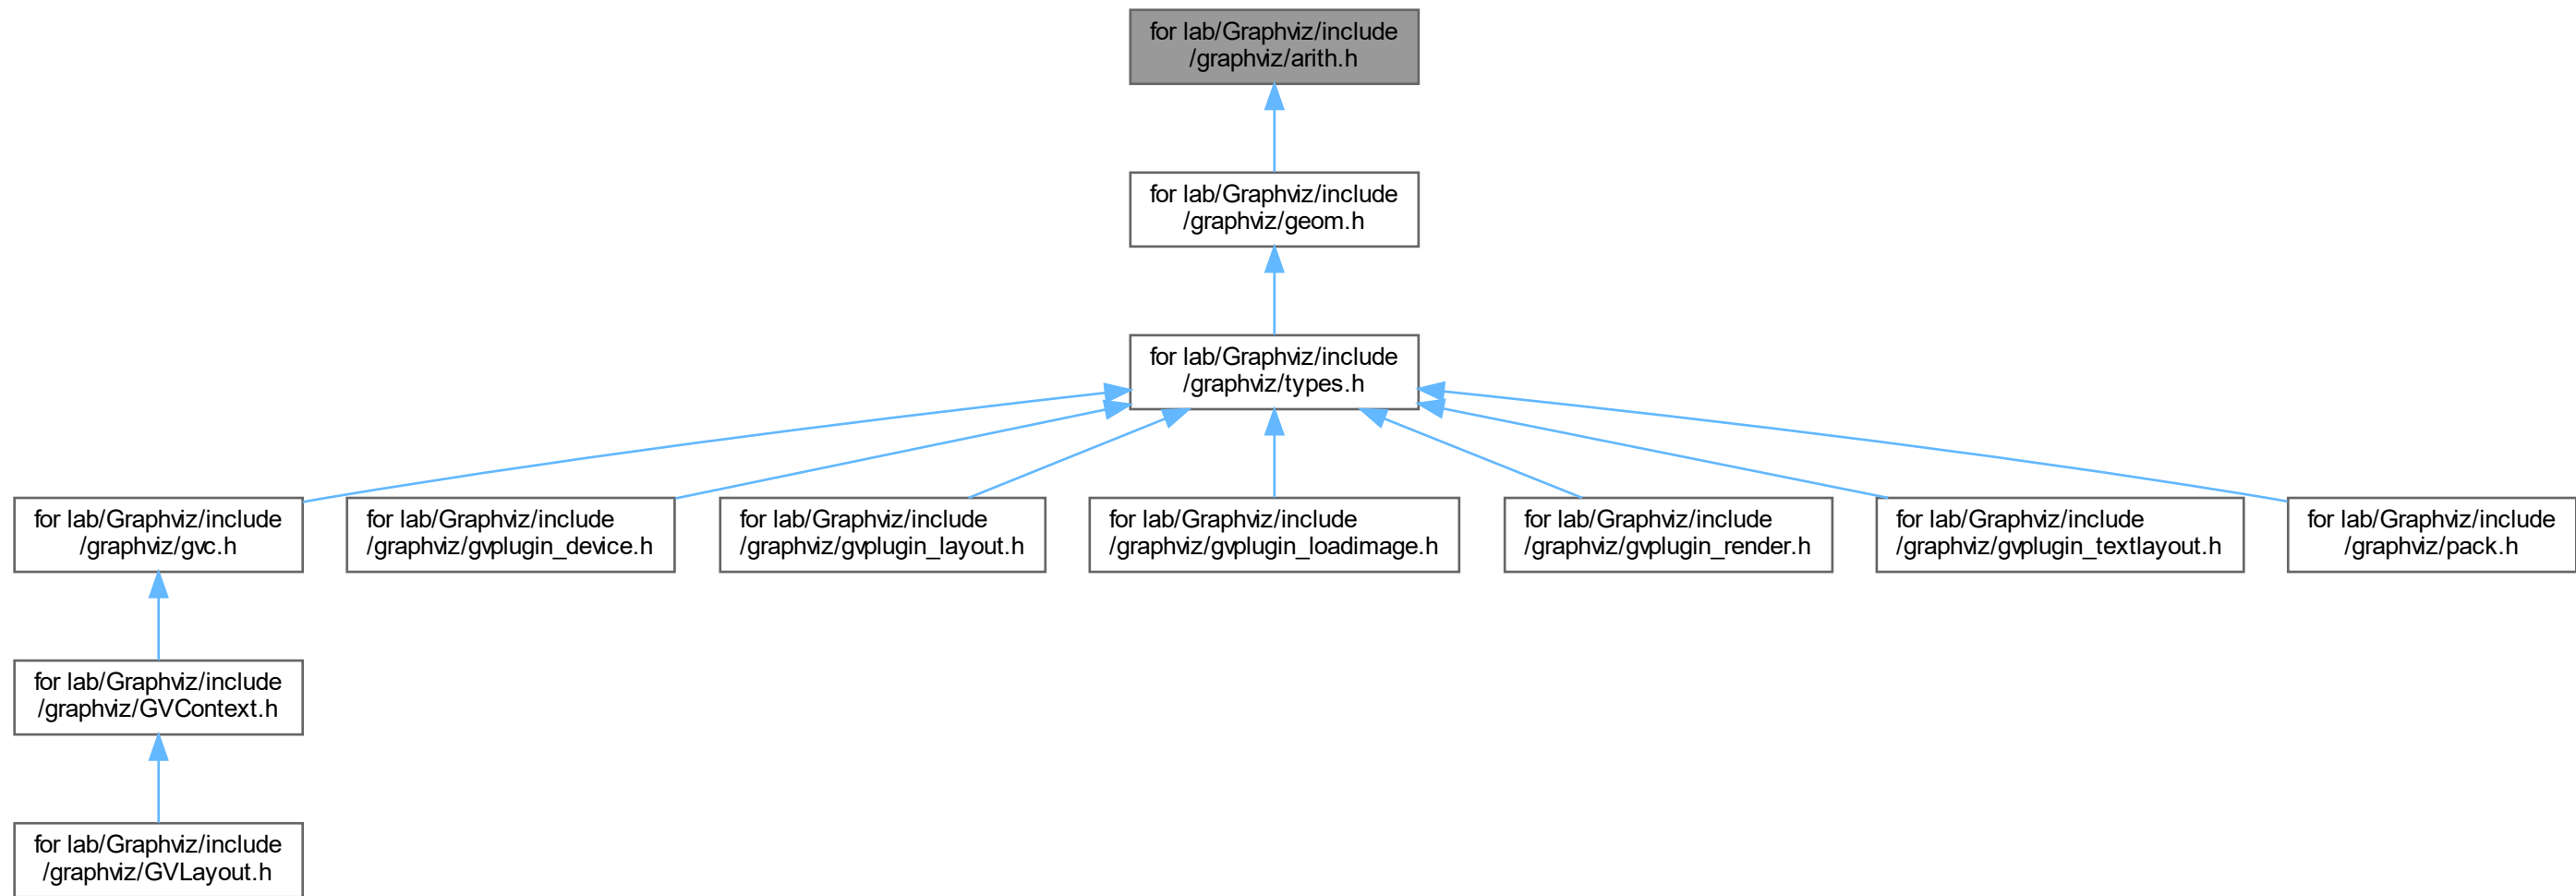 for lab/Graphviz/include
/graphviz/arith.h
for lab/Graphviz/include
/graphviz/geom.h
for lab/Graphviz/include
/graphviz/types.h
for lab/Graphviz/include
/graphviz/gvc.h
for lab/Graphviz/include
/graphviz/gvplugin_device.h
for lab/Graphviz/include
/graphviz/gvplugin_layout.h
for lab/Graphviz/include
/graphviz/gvplugin_loadimage.h
for lab/Graphviz/include
/graphviz/gvplugin_render.h
for lab/Graphviz/include
/graphviz/gvplugin_textlayout.h
for lab/Graphviz/include
/graphviz/pack.h
for lab/Graphviz/include
/graphviz/GVContext.h
for lab/Graphviz/include
/graphviz/GVLayout.h